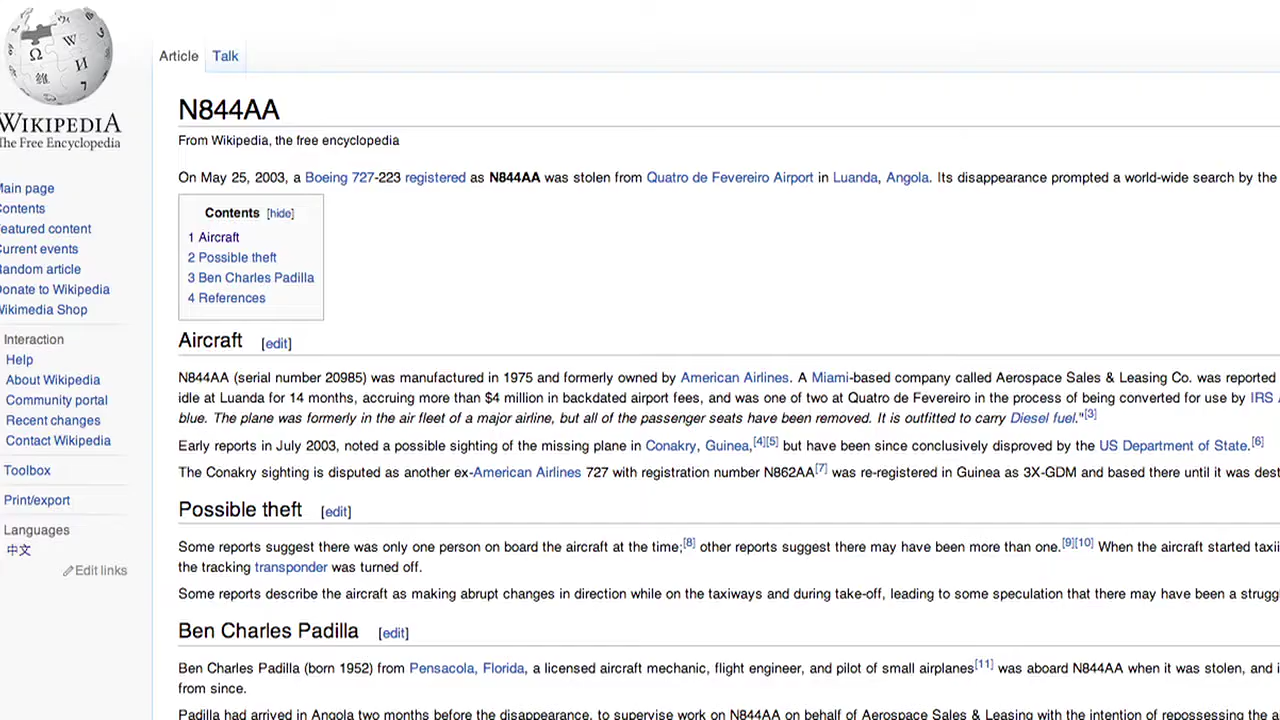 Article Talk
WIKIPEDIA
The Free Encyclopedia
Main page
Contents
Featured content
Current events
Random article
Donate to Wikipedia
Wikimedia Shop
Interaction
Help
About Wikipedia
Community portal
Recent changes
Contact Wikipedia
Toolbox
Print/export
Languages
中文
Edit links
N844AA
From Wikipedia, the free encyclopedia
On May 25, 2003, a Boeing 727-223 registered as N844AA was stolen from Quatro de Fevereiro Airport in Luanda, Angola. Its disappearance prompted a world-wide search by the
Contents [hide]
1 Aircraft
2 Possible theft
3 Ben Charles Padilla
4 References
Aircraft [edit]
N844AA (serial number 20985) was manufactured in 1975 and formerly owned by American Airlines. A Miami-based company called Aerospace Sales & Leasing Co. was reported
idle at Luanda for 14 months, accruing more than $4 million in backdated airport fees, and was one of two at Quatro de Fevereiro in the process of being converted for use by IRS
blue. The plane was formerly in the air fleet of a major airline, but all of the passenger seats have been removed. It is outfitted to carry Diesel fuel."[3]
Early reports in July 2003, noted a possible sighting of the missing plane in Conakry, Guinea,[4][5] but have been since conclusively disproved by the US Department of State.[6]
The Conakry sighting is disputed as another ex-American Airlines 727 with registration number N862AA[7] was re-registered in Guinea as 3X-GDM and based there until it was dest
Possible theft [edit]
Some reports suggest there was only one person on board the aircraft at the time;[8] other reports suggest there may have been more than one.[9][10] When the aircraft started taxii
the tracking transponder was turned off.
Some reports describe the aircraft as making abrupt changes in direction while on the taxiways and during take-off, leading to some speculation that there may have been a strugg
Ben Charles Padilla [edit]
Ben Charles Padilla (born 1952) from Pensacola, Florida, a licensed aircraft mechanic, flight engineer, and pilot of small airplanes[11] was aboard N844AA when it was stolen, and i
from since.
Padilla had arrived in Angola two months before the disappearance, to supervise work on N844AA on behalf of Aerospace Sales & Leasing with the intention of repossessing the a